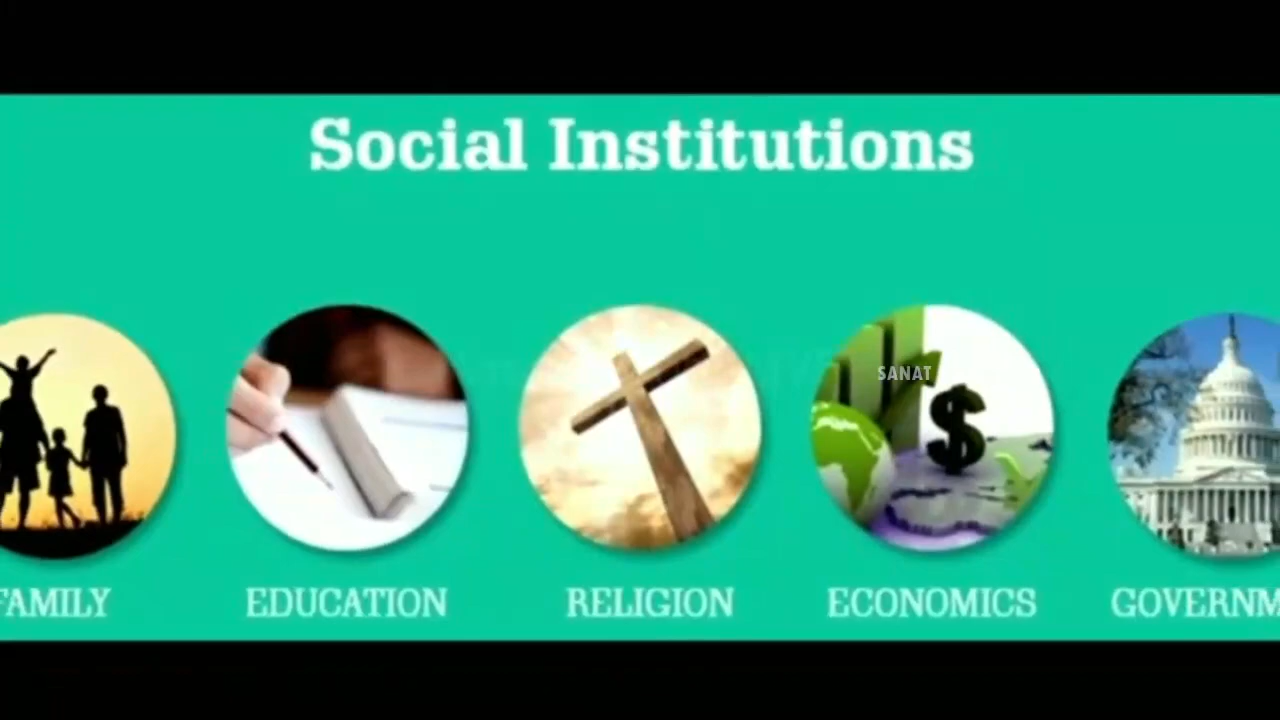 Social Institutions
SANAT
FAMILY
EDUCATION
RELIGION
ECONOMICS
GOVERNM